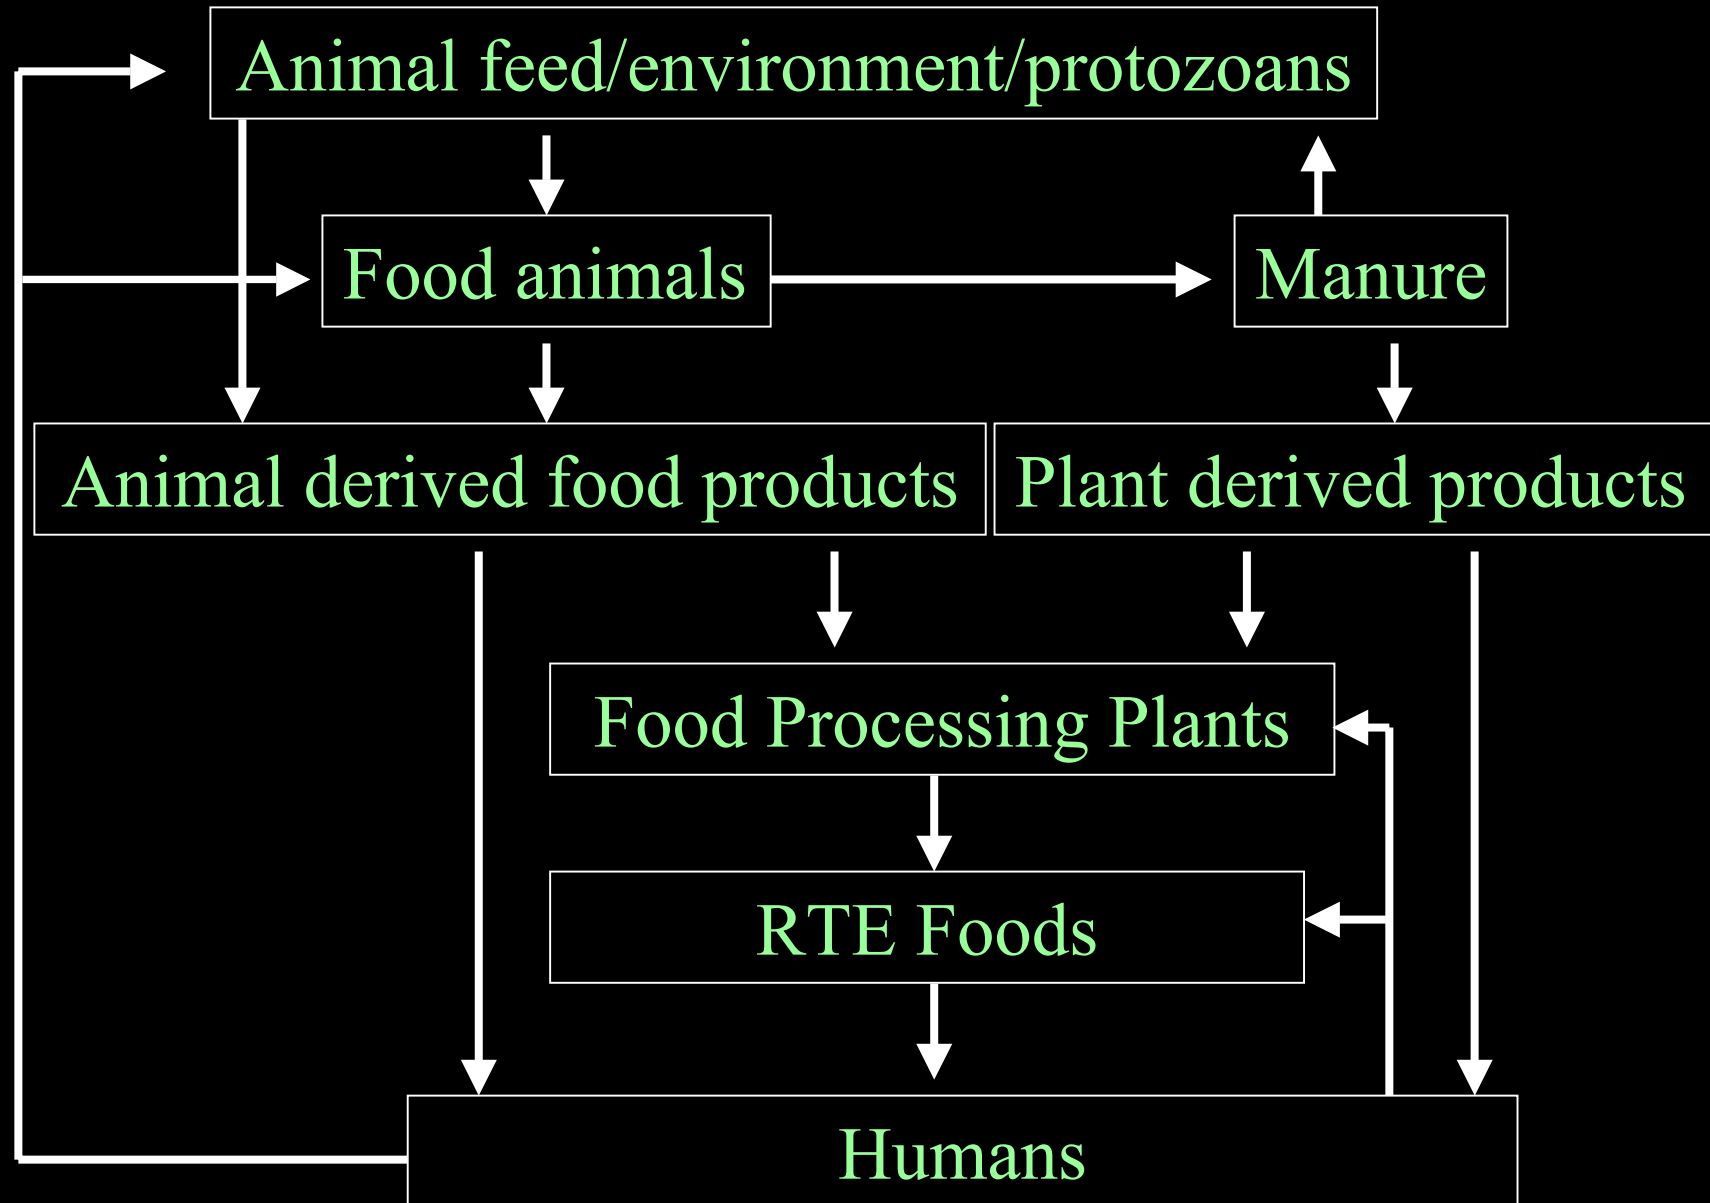 Animal feed/environment/protozoans
Food animals
Manure
Animal derived food products
Plant derived products
Food Processing Plants
RTE Foods
Humans